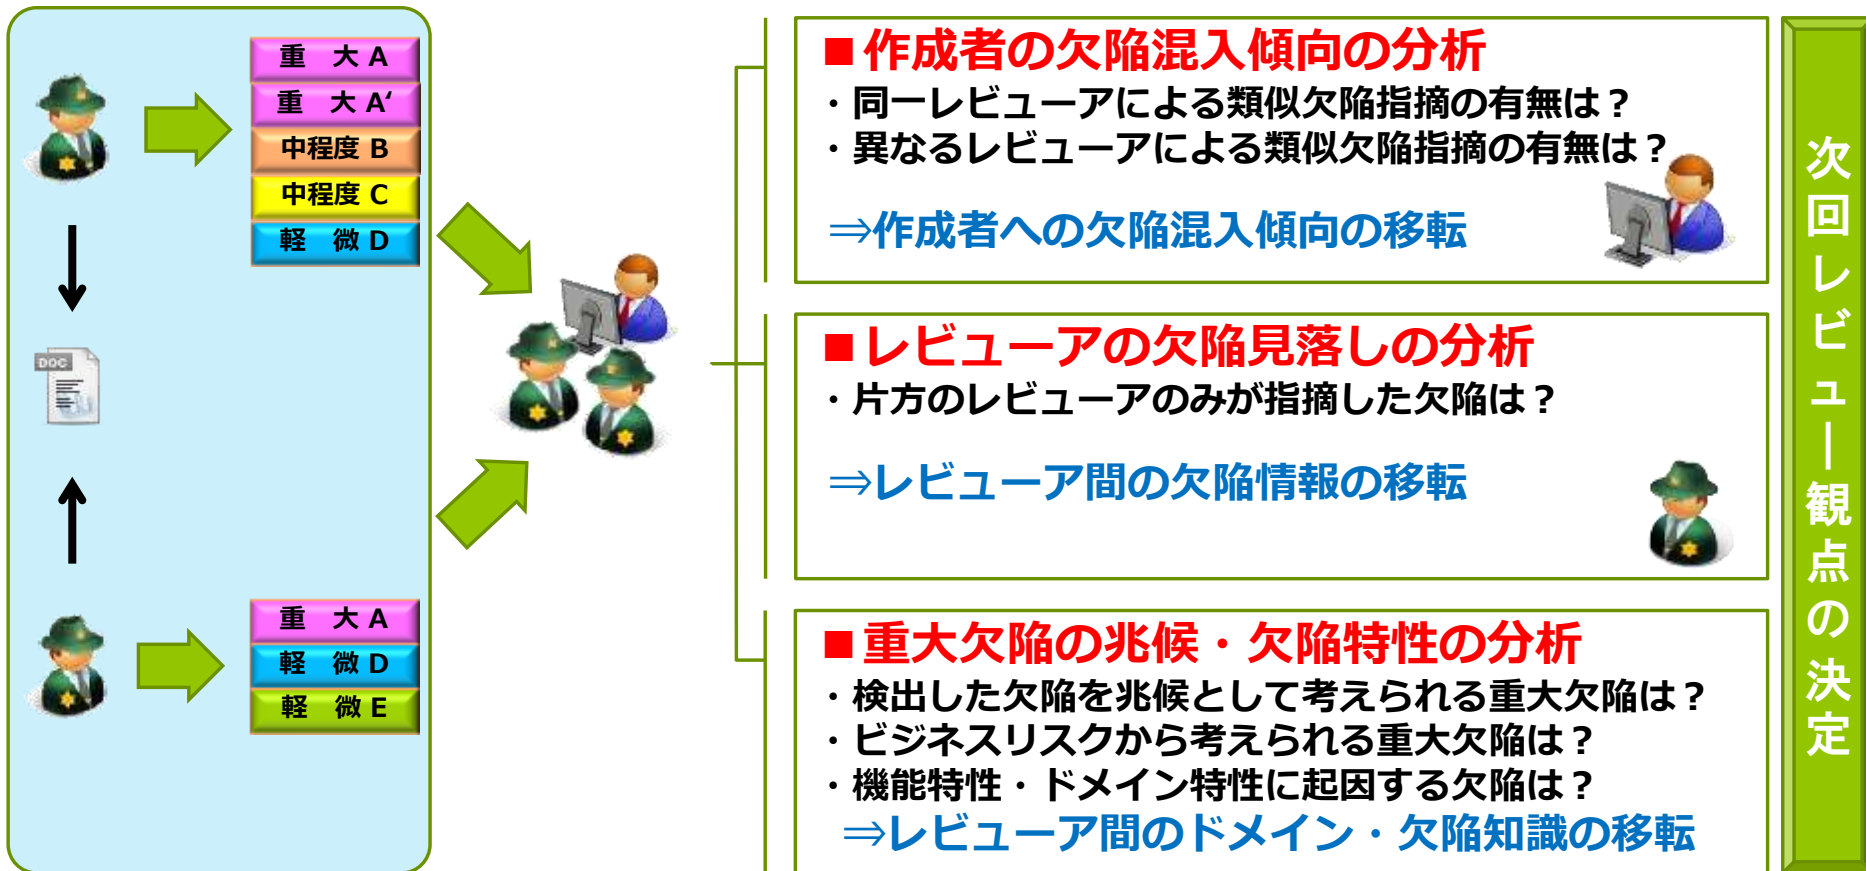 重 大 A
重 大 A‘
中程度 B
中程度 C
軽 微 D
DOC
重 大 A
軽 微 D
軽 微 E
■作成者の欠陥混入傾向の分析
・同一レビューアによる類似欠陥指摘の有無は？
・異なるレビューアによる類似欠陥指摘の有無は？
⇒作成者への欠陥混入傾向の移転
■レビューアの欠陥見落しの分析
・片方のレビューアのみが指摘した欠陥は？
⇒レビューア間の欠陥情報の移転
■重大欠陥の兆候・欠陥特性の分析
・検出した欠陥を兆候として考えられる重大欠陥は？
・ビジネスリスクから考えられる重大欠陥は？
・機能特性・ドメイン特性に起因する欠陥は？
⇒レビューア間のドメイン・欠陥知識の移転
次回レビュー観点の決定